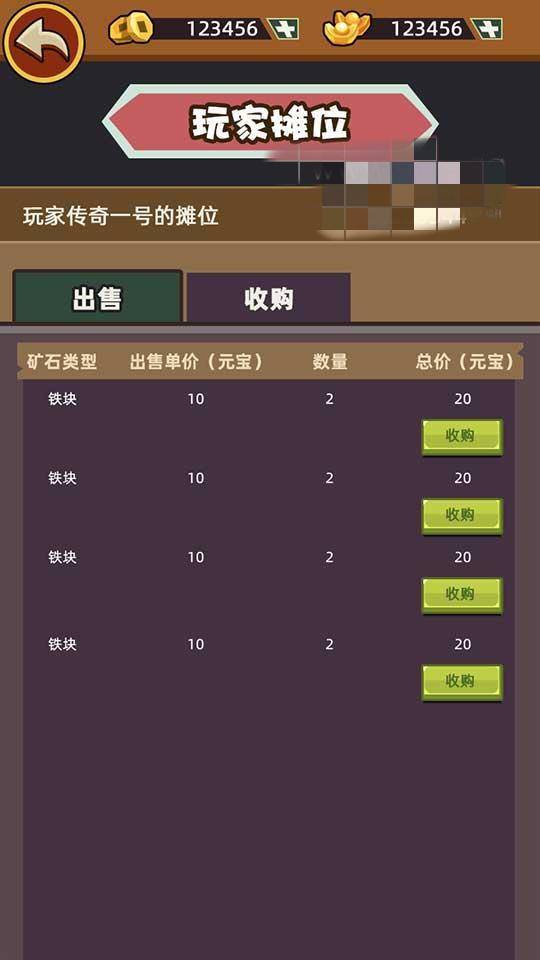 123456 123456
玩家摊位
玩家传奇一号的摊位
出售 收购
矿石类型 出售单价（元宝） 数量 总价（元宝）
铁块 10 2 20
收购
铁块 10 2 20
收购
铁块 10 2 20
收购
铁块 10 2 20
收购